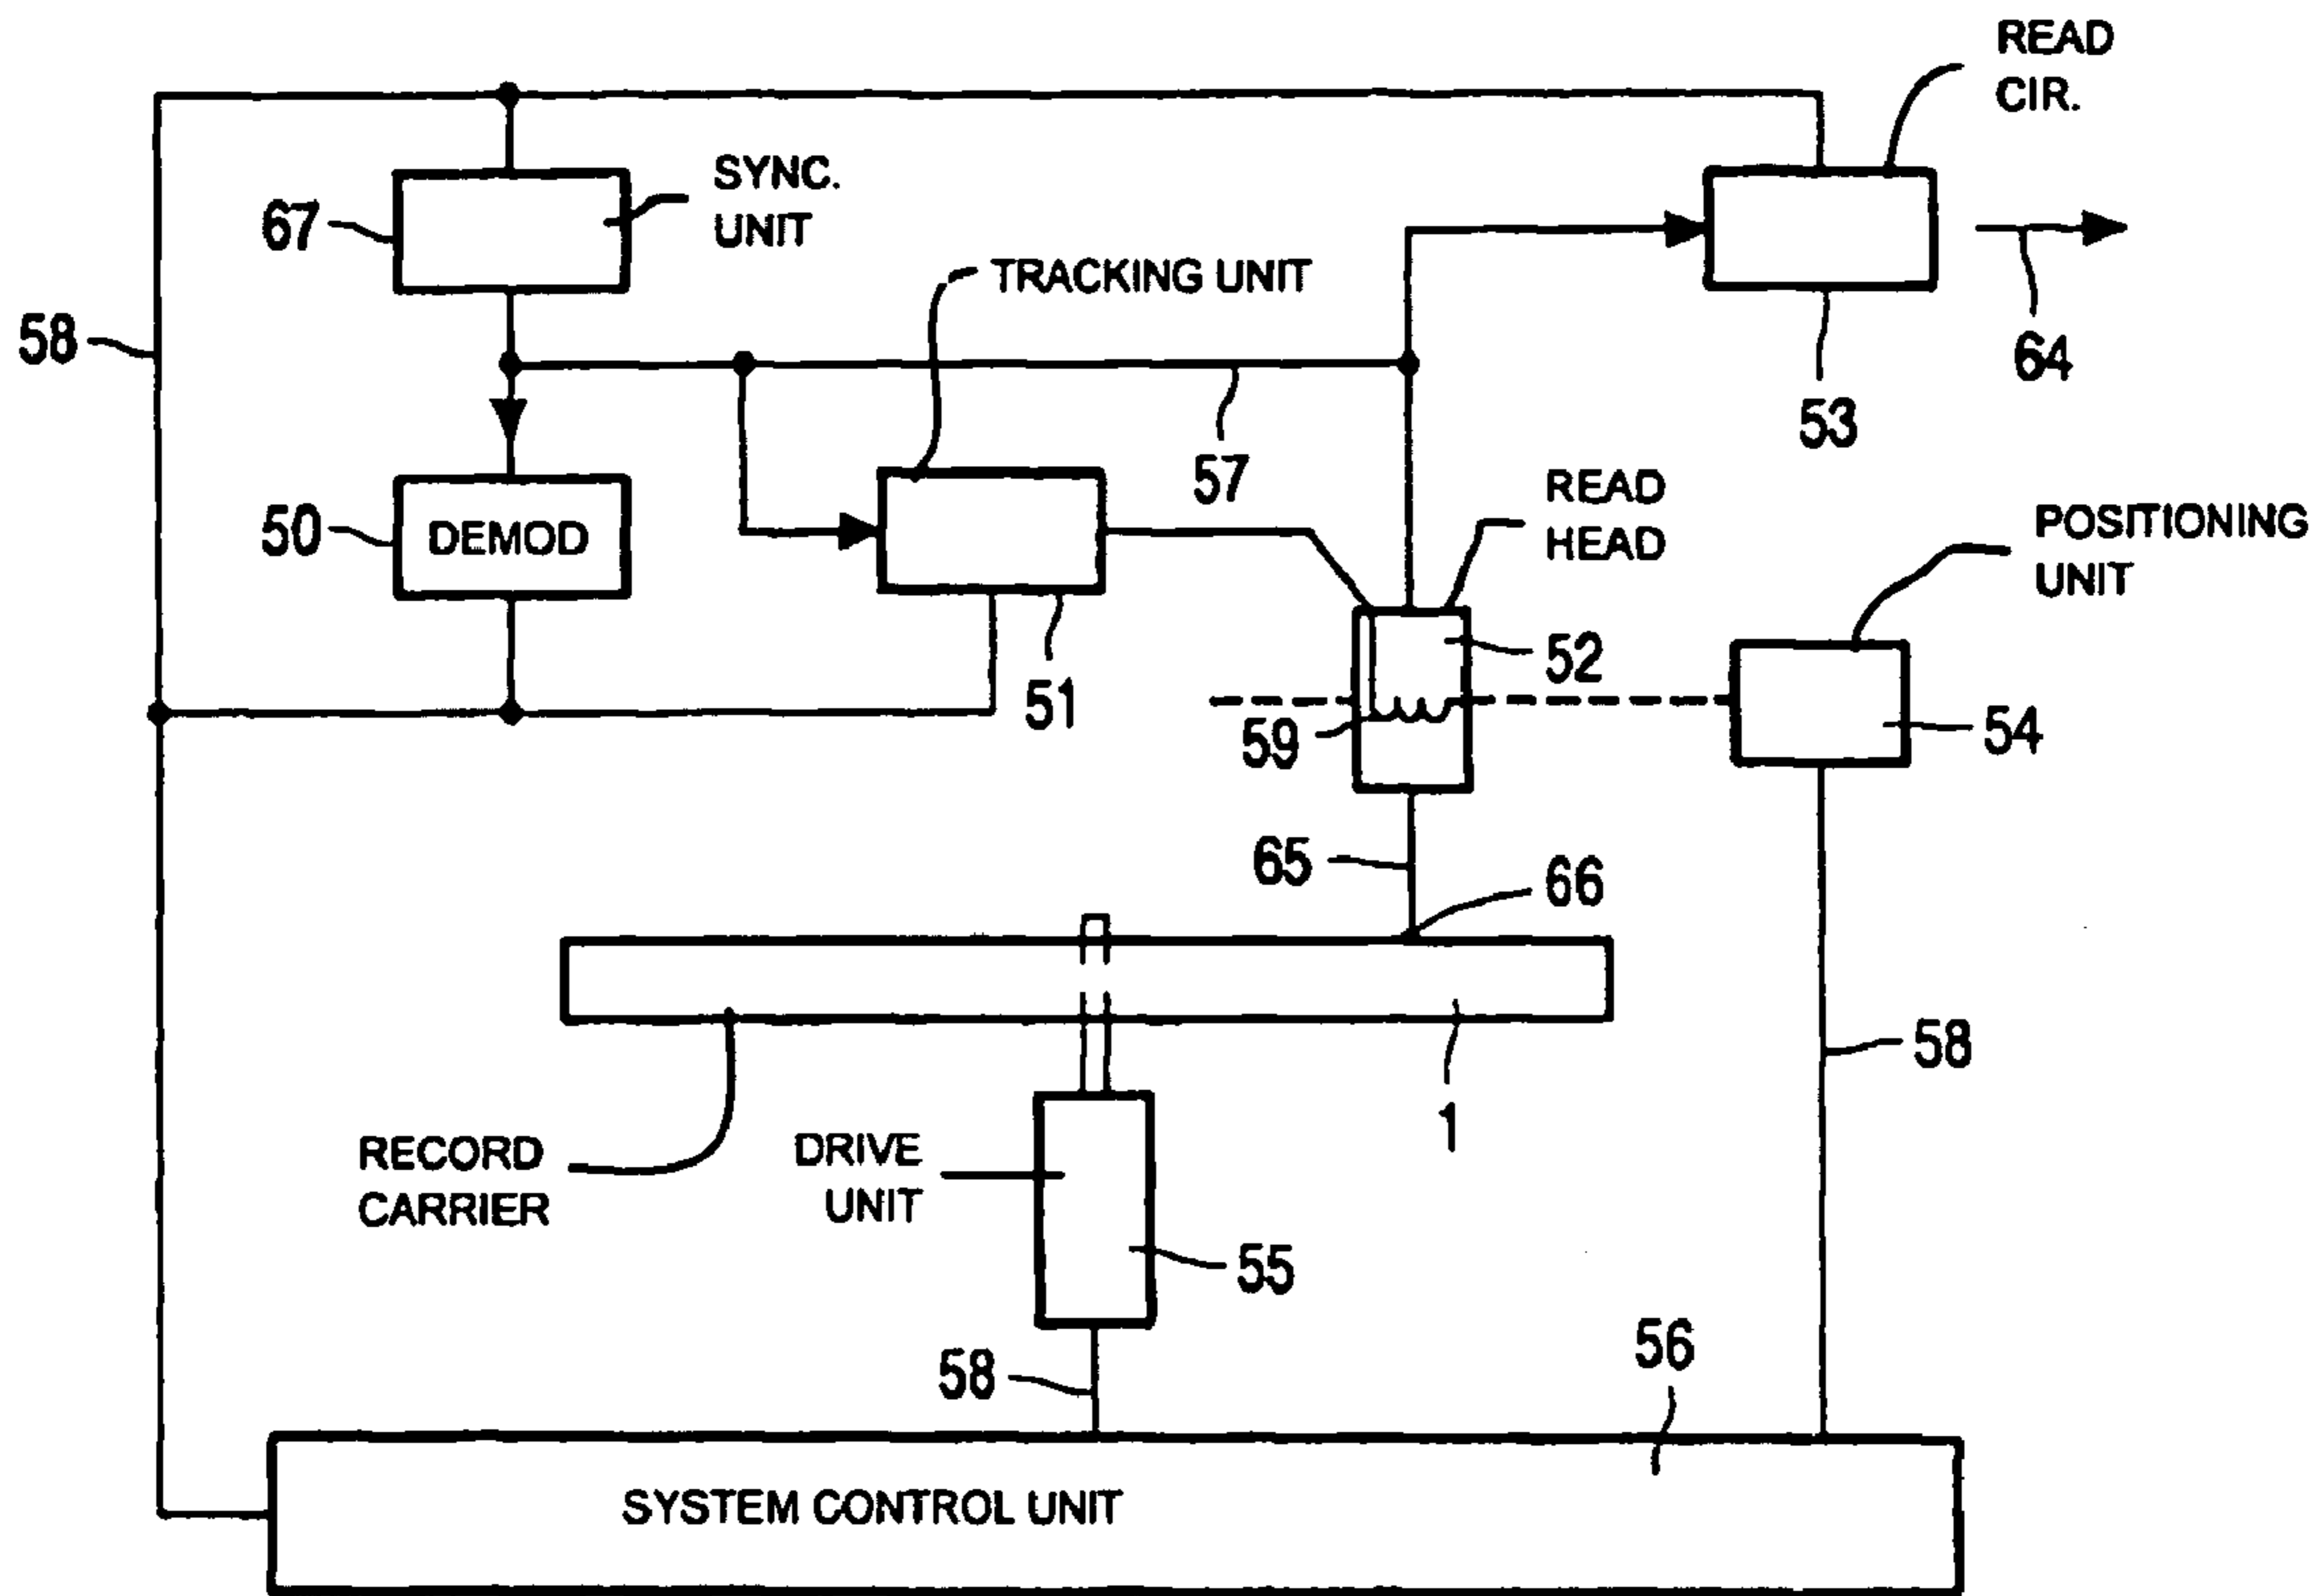 READ
CIR.
SYNC.
UNIT
67
TRACKING UNIT
58
64
53
57
READ
HEAD
POSITIONING
UNIT
50
DEMOD
52
51
59
54
65
66
58
1
RECORD
CARRIER
DRIVE
UNIT
55
56
58
SYSTEM CONTROL UNIT